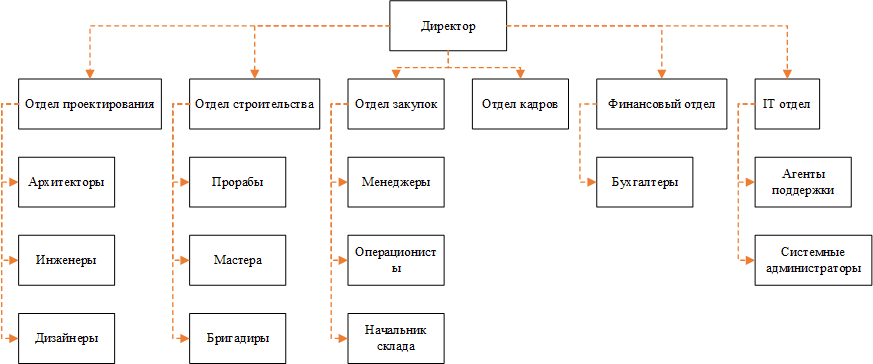 Директор
Отдел проектирования
Отдел строительства
Отдел закупок
Отдел кадров
Финансовый отдел
IT отдел
Архитекторы
Прорабы
Менеджеры
Бухгалтеры
Агенты
поддержки
Инженеры
Мастера
Операционист
ы
Системные
администраторы
Дизайнеры
Бригадиры
Начальник
склада